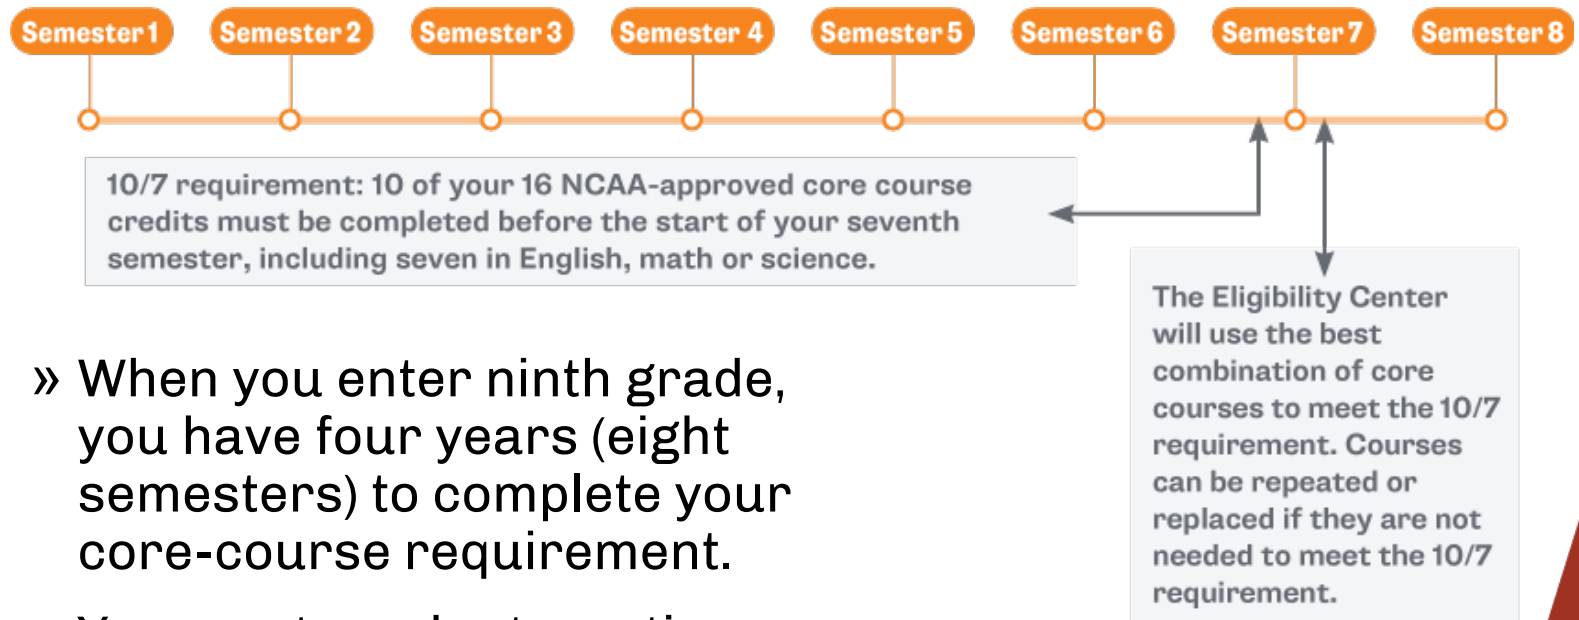 Semester 1 Semester 2 Semester 3 Semester 4 Semester 5 Semester 6 Semester 7 Semester 8
10/7 requirement: 10 of your 16 NCAA-approved core course
credits must be completed before the start of your seventh
semester, including seven in English, math or science.
The Eligibility Center
will use the best
combination of core
courses to meet the 10/7
requirement. Courses
can be repeated or
replaced if they are not
needed to meet the 10/7
requirement.
» When you enter ninth grade,
you have four years (eight
semesters) to complete your
core-course requirement.